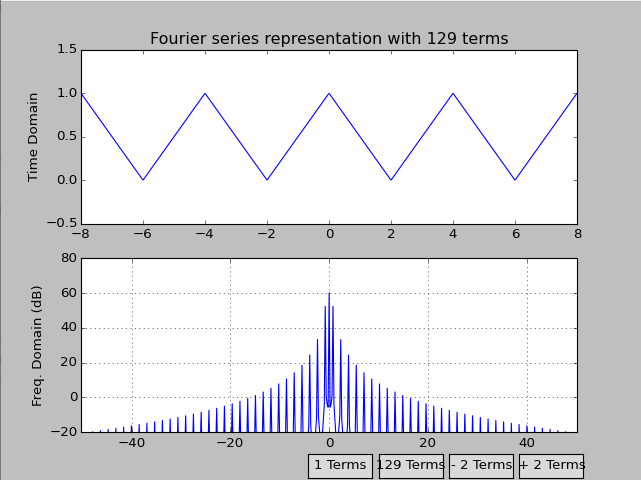 Fourier series representation with 129 terms
1.5
1.0
0.5
0.0
−0.5
Time Domain
−8 −6 −4 −2 0 2 4 6 8
80
60
40
20
0
−20
Freq. Domain (dB)
−40 −20 0 20 40
1 Terms 129 Terms - 2 Terms + 2 Terms